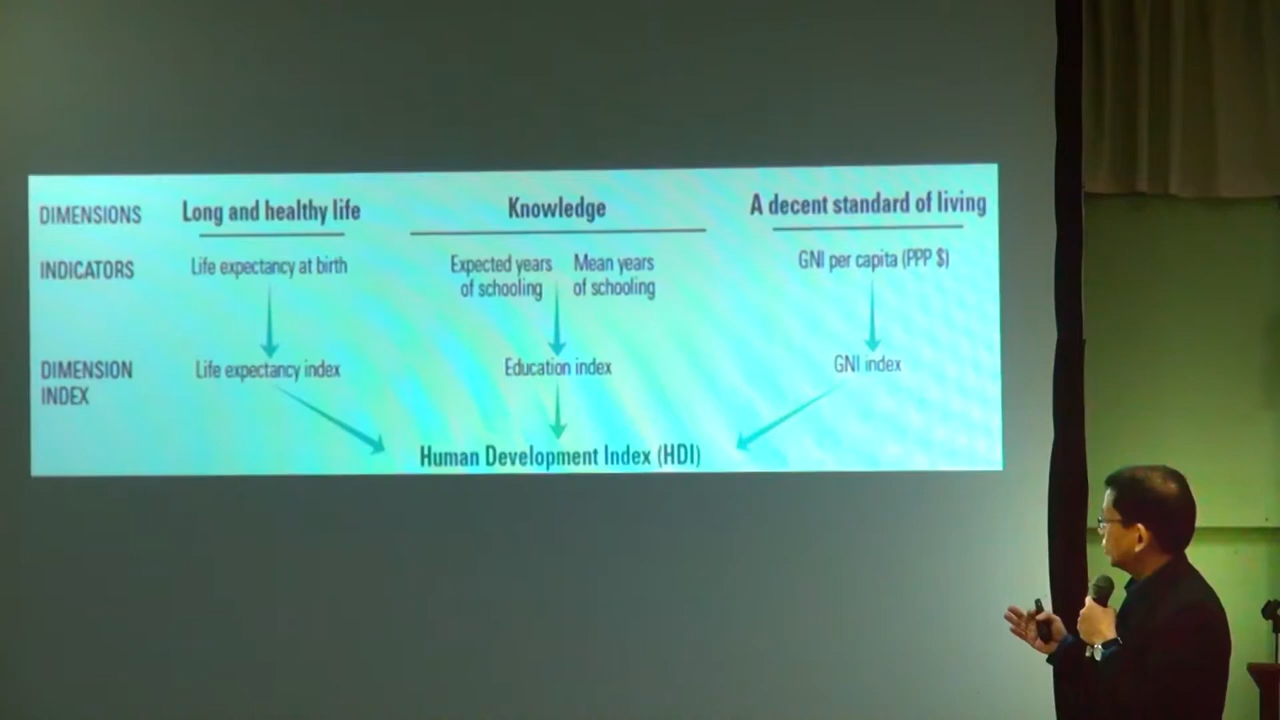 DIMENSIONS Long and healthy life Knowledge A decent standard of living
INDICATORS Life expectancy at birth Expected years Mean years GNI per capita (PPP $)
of schooling of schooling
DIMENSION Life expectancy index Education index GNI index
INDEX
Human Development Index (HDI)